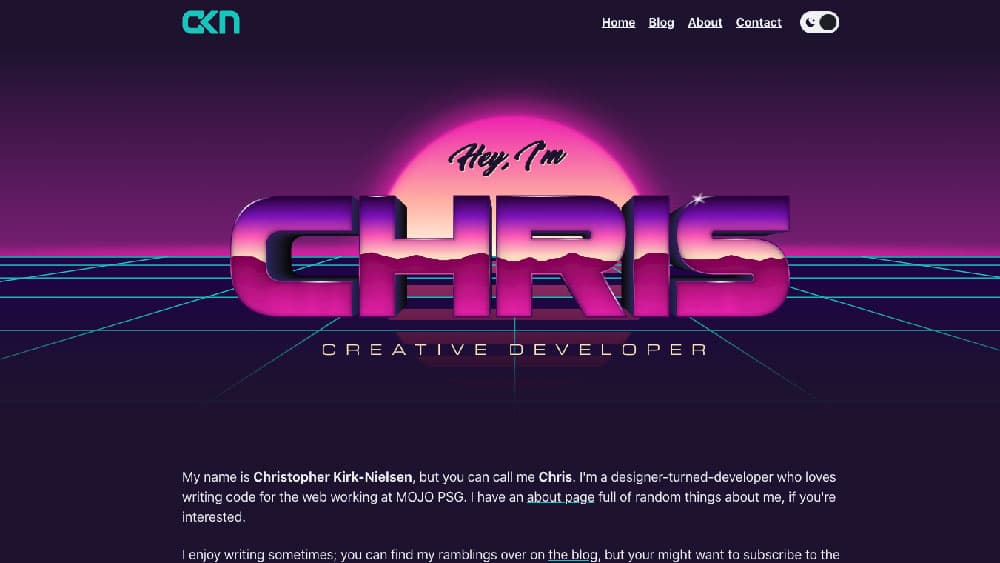 CKN
Home Blog About Contact
Hey, I'm
CHRIS
CREATIVE DEVELOPER
My name is Christopher Kirk-Nielsen, but you can call me Chris. I'm a designer-turned-developer who loves
writing code for the web working at MOJO PSG. I have an about page full of random things about me, if you're
interested.
I enjoy writing sometimes; you can find my ramblings over on the blog, but your might want to subscribe to the